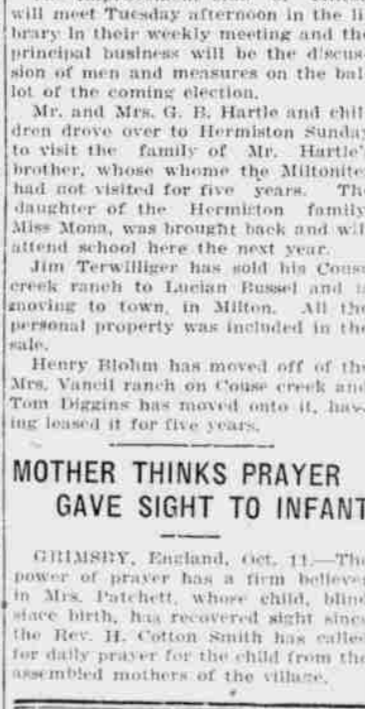 will meet Tuesday afternoon in the li
brary in their weekly meeting and the
principal business will be the discus-
sion of men and measures on the bal
lot of the coming election.
Mr. and Mrs. G. B. Hartle and chil
dren drove over to Hermiston Sunday
to visit the family of Mr. Hartle'
brother, whose whome the Miltonite
had not visited for five years. The
daughter of the Hermiston family
Miss Mona, was brought back and wil
attend school here the next year.
Jim Terwilliger has sold his Couse
creek ranch to Lucian Bussel and i
moving to town, in Milton. All the
personal property was included in the
sale.
Henry Blohm has moved off of the
Mrs. Vancil ranch on Couse creek and
Tom Diggins has moved onto it, hav-
ing leased it for five years.
MOTHER THINKS PRAYER
GAVE SIGHT TO INFANT
GRIMSBY, England, Oct. 11.—The
power of prayer has a firm believer
in Mrs. Patchett, whose child, blind
since birth, has recovered sight since
the Rev. H. Cotton Smith has called
for daily prayer for the child from the
assembled mothers of the village.